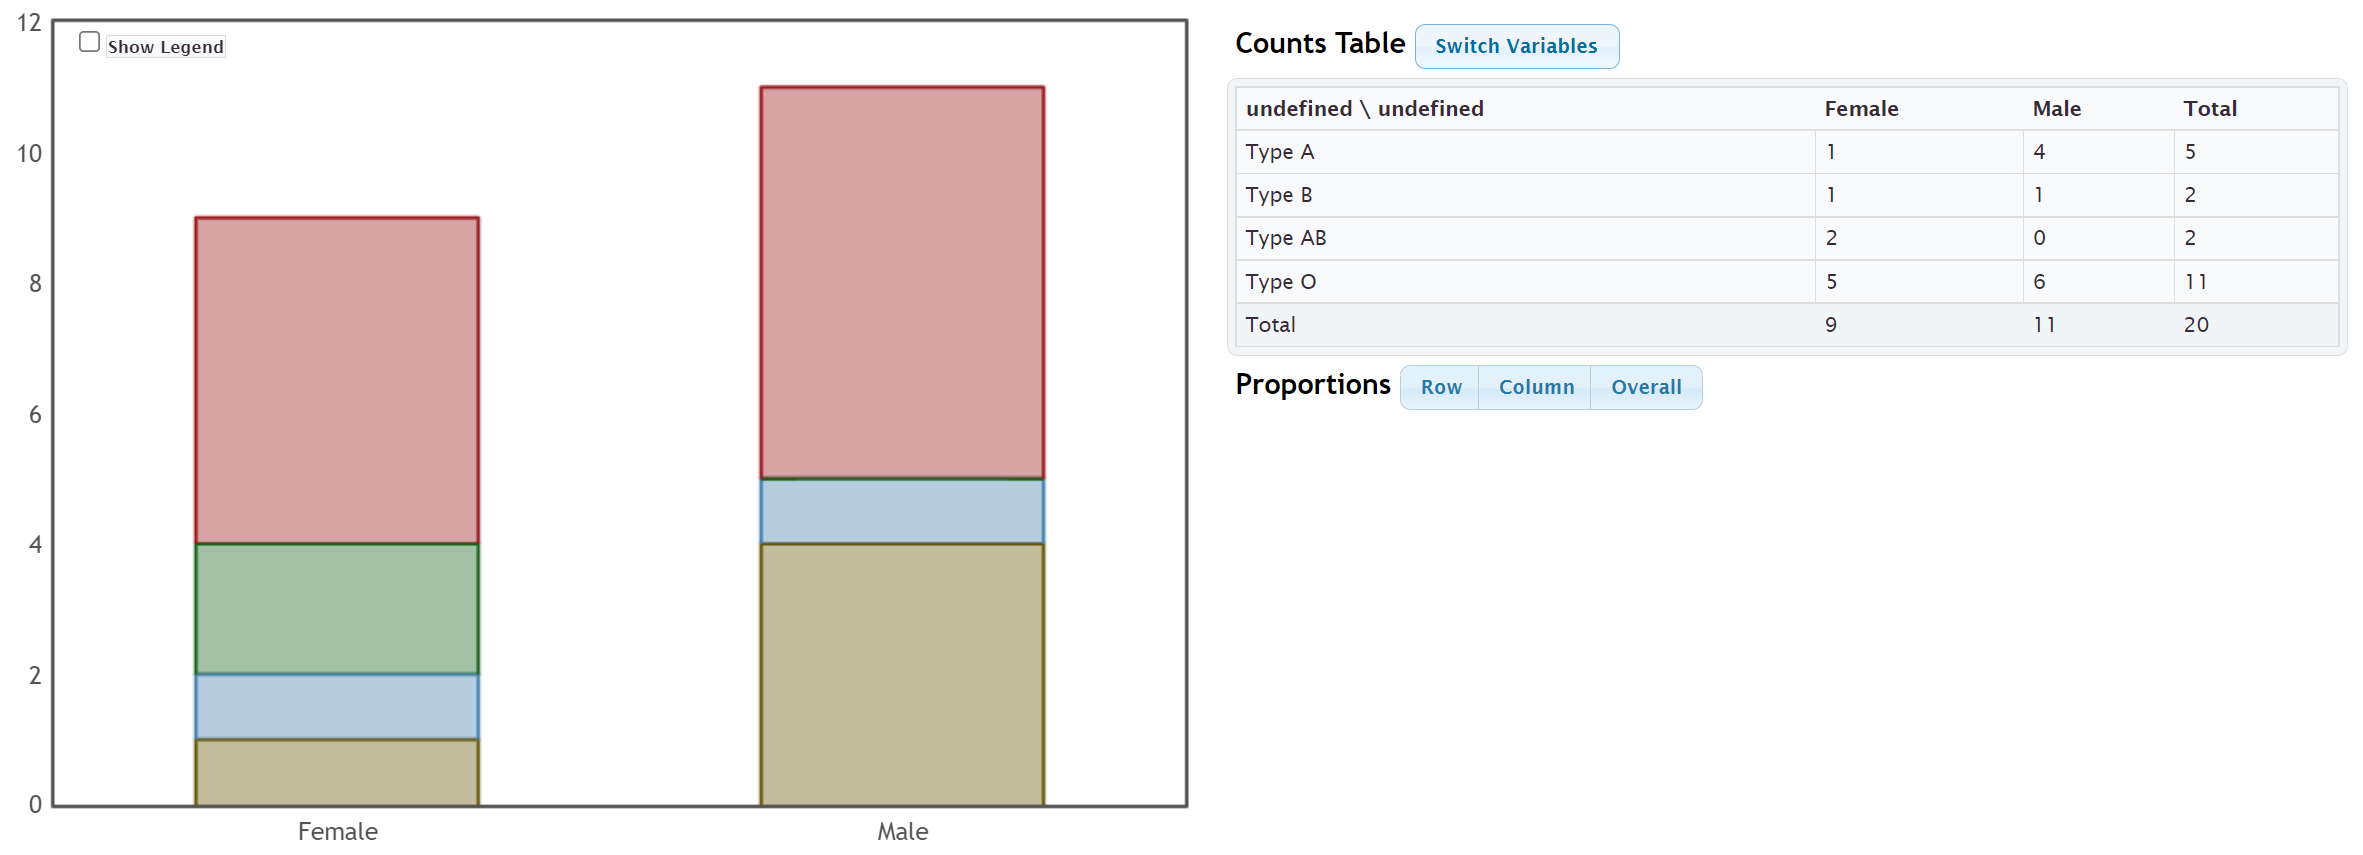 12
Show Legend
10
8
6
4
2
0
Female Male
Counts Table Switch Variables
undefined \ undefined Female Male Total
Type A 1 4 5
Type B 1 1 2
Type AB 2 0 2
Type O 5 6 11
Total 9 11 20
Proportions Row Column Overall